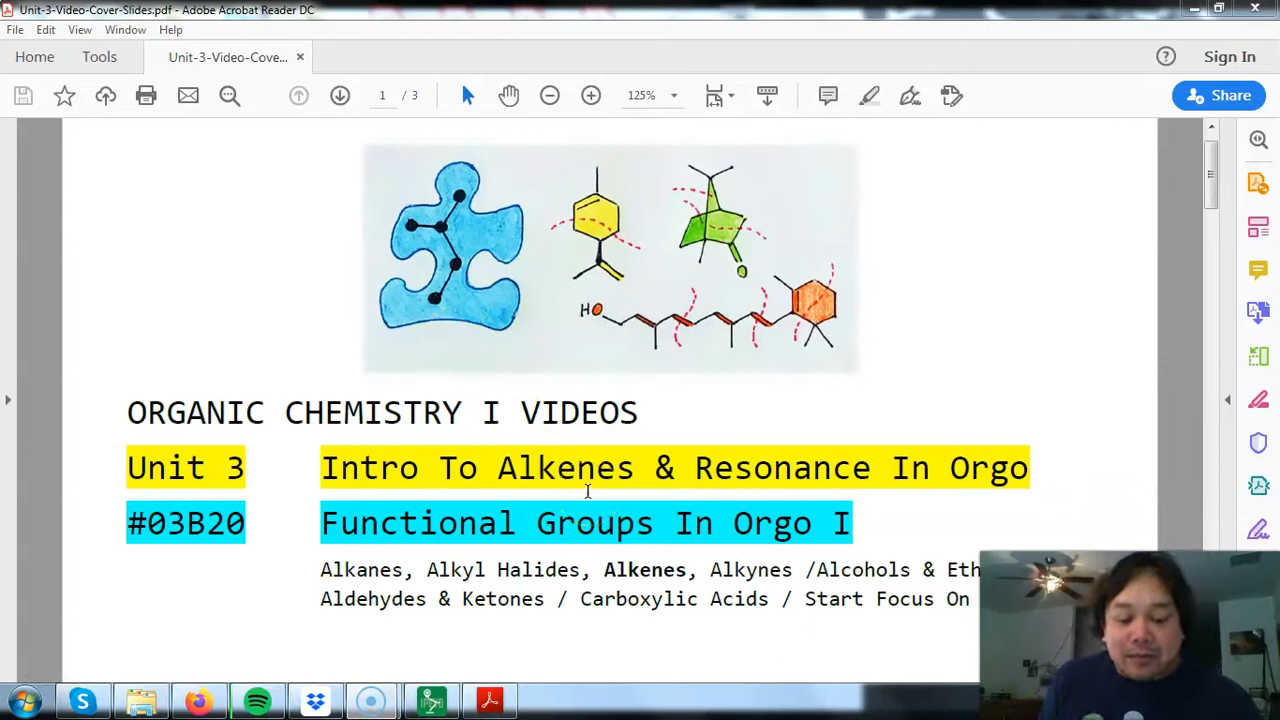 Unit-3-Video-Cover-Slides.pdf - Adobe Acrobat Reader DC
File Edit View Window Help
Home Tools Unit-3-Video-Cove... × Sign In
1 / 3 125% Share
HO
ORGANIC CHEMISTRY I VIDEOS
Unit 3 Intro To Alkenes & Resonance In Orgo
#03B20 Functional Groups In Orgo I
Alkanes, Alkyl Halides, Alkenes, Alkynes /Alcohols & Eth
Aldehydes & Ketones / Carboxylic Acids / Start Focus On